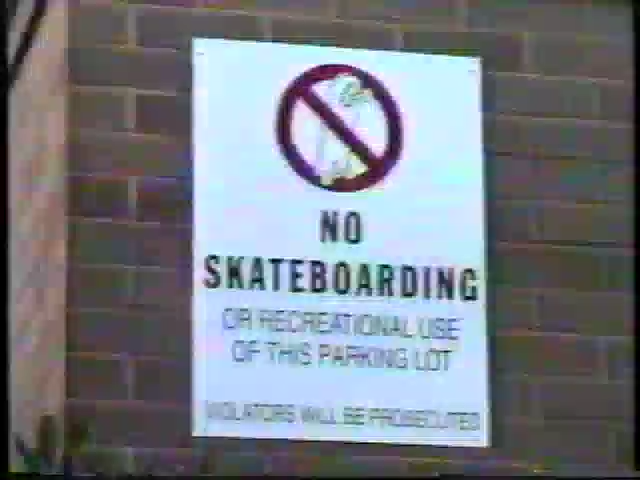 NO
SKATEBOARDING
OR RECREATIONAL USE
OF THIS PARKING LOT
VIOLATORS WILL BE PROSECUTED